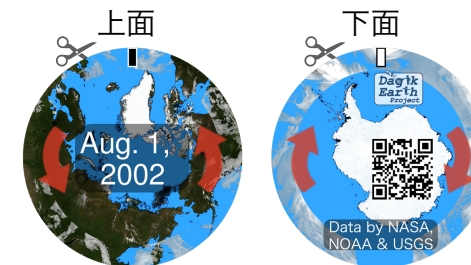 上面
下面
Aug. 1,
2002
Dagik
Earth
Project
Data by NASA,
NOAA & USGS